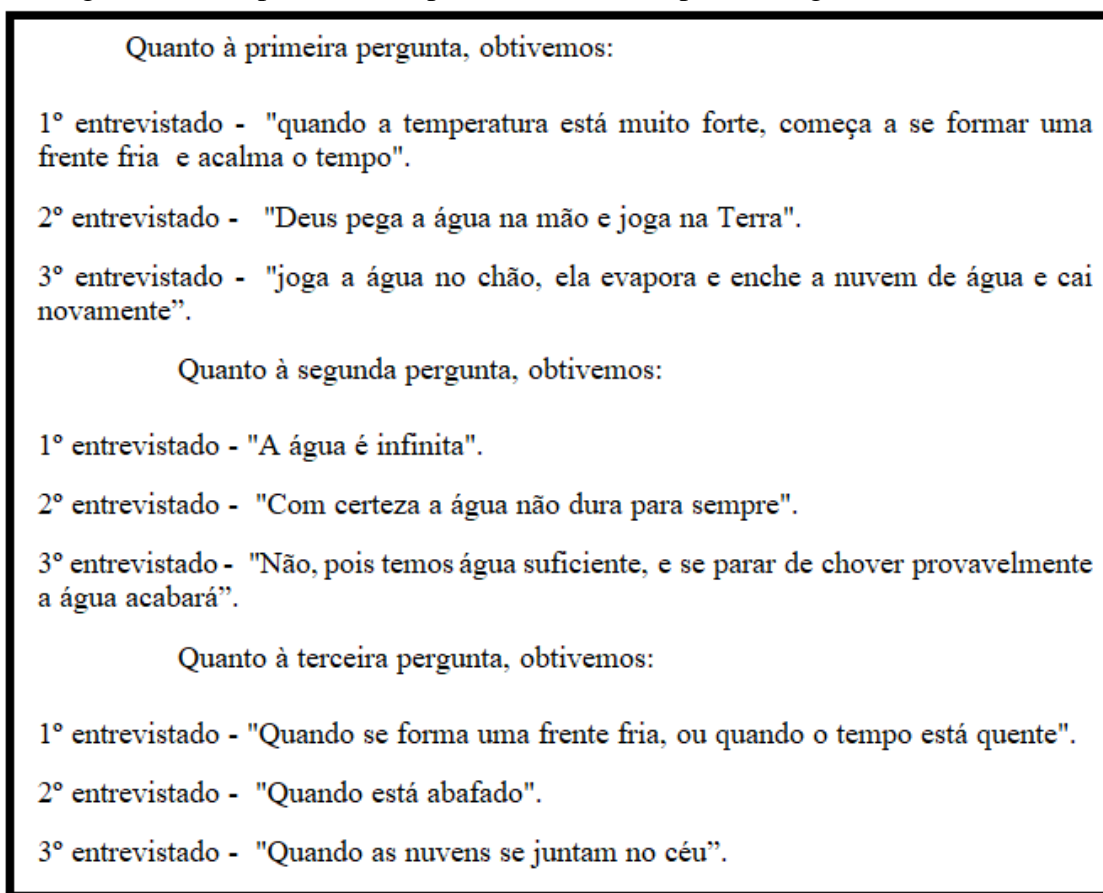 Quanto à primeira pergunta, obtivemos:
1º entrevistado - "quando a temperatura está muito forte, começa a se formar uma
frente fria e acalma o tempo".
2º entrevistado - "Deus pega a água na mão e joga na Terra".
3º entrevistado - "joga a água no chão, ela evapora e enche a nuvem de água e cai
novamente”.
Quanto à segunda pergunta, obtivemos:
1º entrevistado - "A água é infinita".
2º entrevistado - "Com certeza a água não dura para sempre".
3º entrevistado - "Não, pois temos água suficiente, e se parar de chover provavelmente
a água acabará”.
Quanto à terceira pergunta, obtivemos:
1º entrevistado - "Quando se forma uma frente fria, ou quando o tempo está quente".
2º entrevistado - "Quando está abafado".
3º entrevistado - "Quando as nuvens se juntam no céu”.